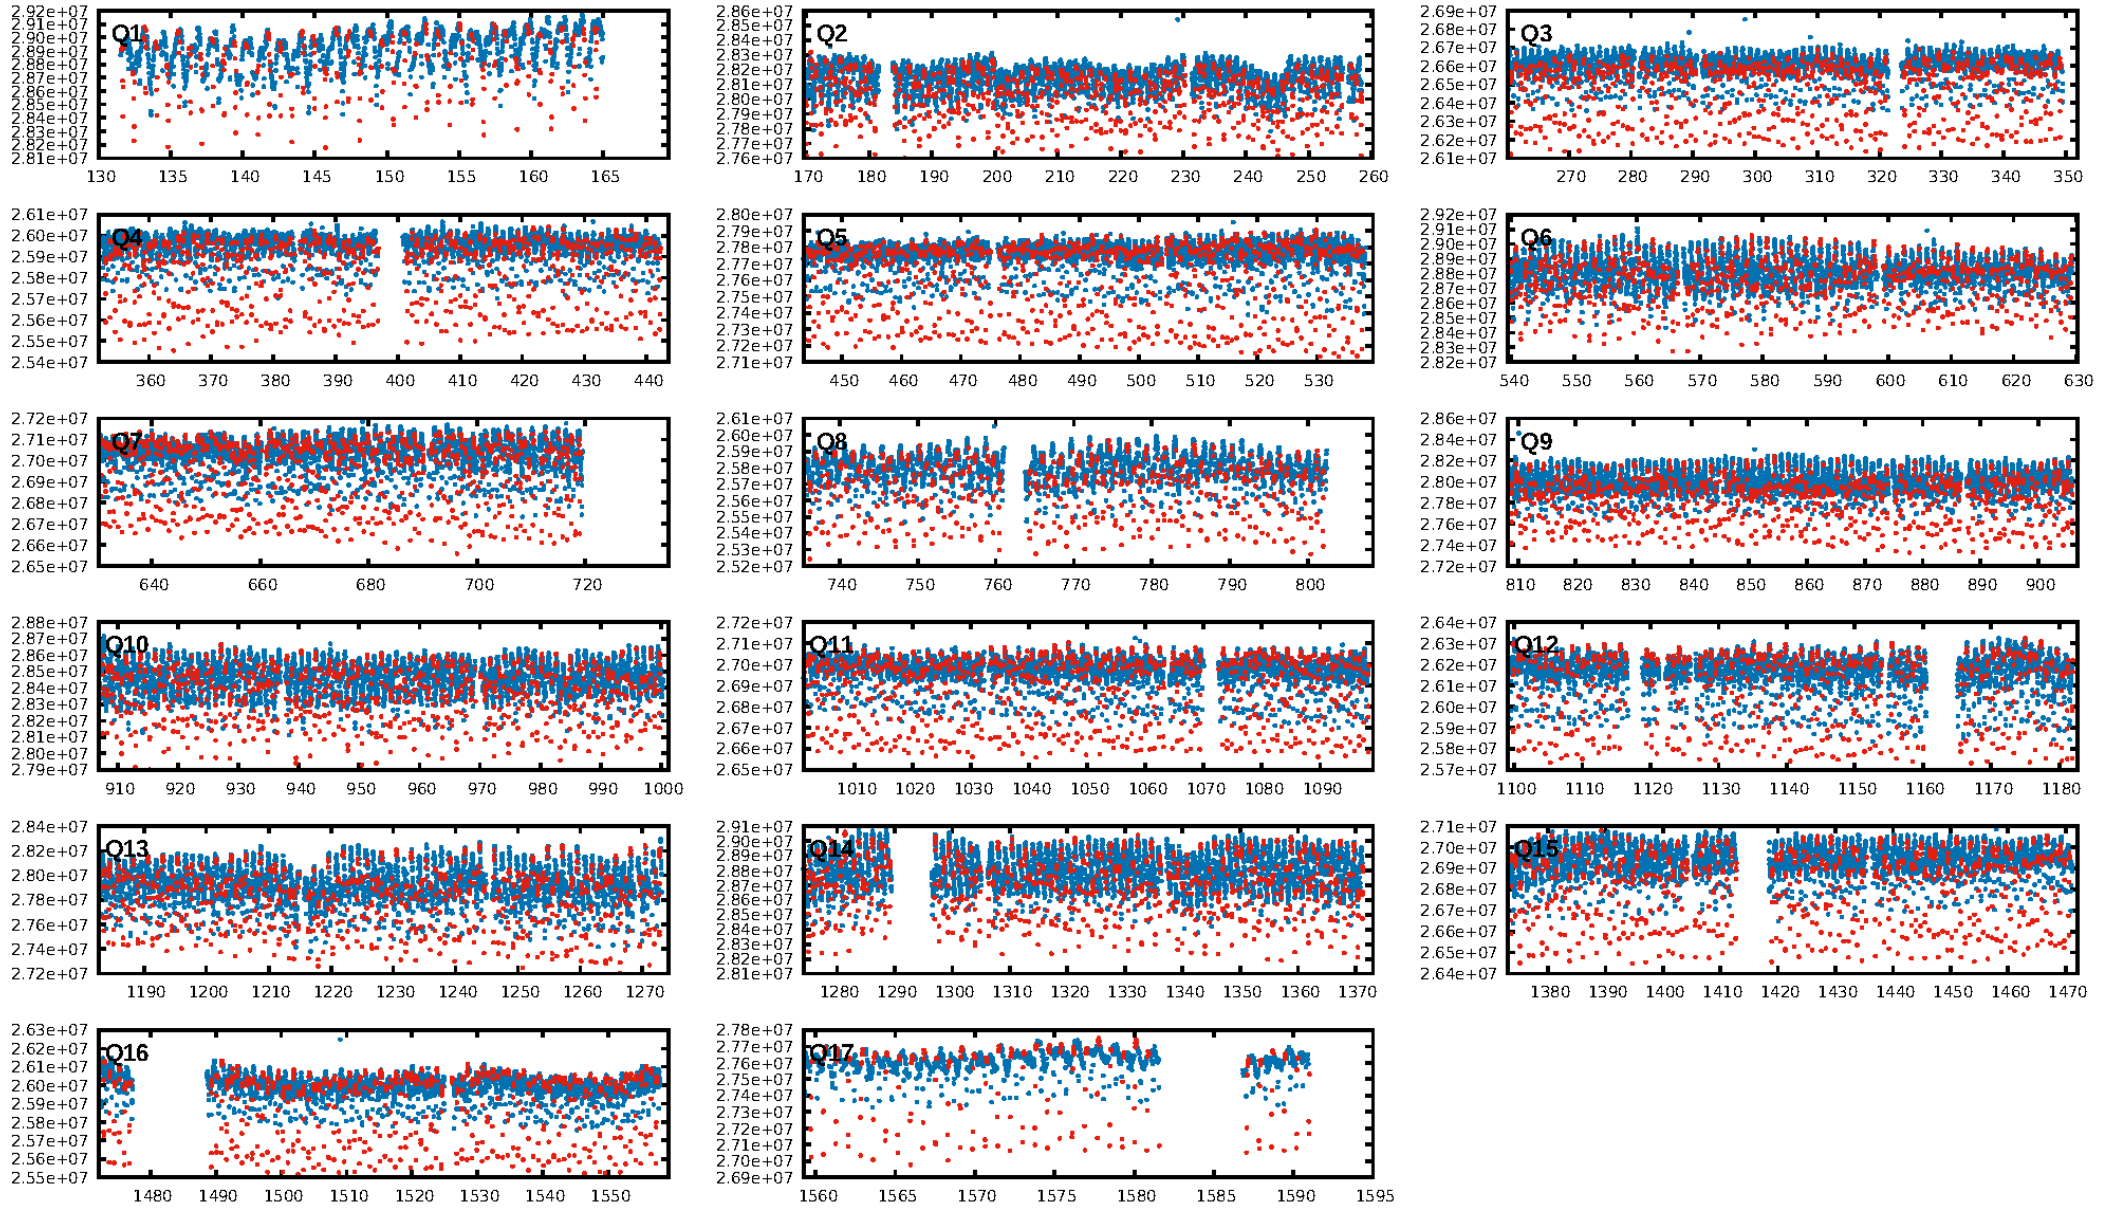 2.92e+07
2.91e+07
2.90e+07
2.89e+07
2.88e+07
2.87e+07
2.86e+07
2.85e+07
2.84e+07
2.83e+07
2.82e+07
2.81e+07
Q1
130 135 140 145 150 155 160 165
2.86e+07
2.85e+07
2.84e+07
2.83e+07
2.82e+07
2.81e+07
2.80e+07
2.79e+07
2.78e+07
2.77e+07
2.76e+07
Q2
170 180 190 200 210 220 230 240 250 260
2.69e+07
2.68e+07
2.67e+07
2.66e+07
2.65e+07
2.64e+07
2.63e+07
2.62e+07
2.61e+07
Q3
270 280 290 300 310 320 330 340 350
2.61e+07
2.60e+07
2.59e+07
2.58e+07
2.57e+07
2.56e+07
2.55e+07
2.54e+07
Q4
360 370 380 390 400 410 420 430 440
2.80e+07
2.79e+07
2.78e+07
2.77e+07
2.76e+07
2.75e+07
2.74e+07
2.73e+07
2.72e+07
2.71e+07
Q5
450 460 470 480 490 500 510 520 530
2.92e+07
2.91e+07
2.90e+07
2.89e+07
2.88e+07
2.87e+07
2.86e+07
2.85e+07
2.84e+07
2.83e+07
2.82e+07
Q6
540 550 560 570 580 590 600 610 620 630
2.72e+07
2.71e+07
2.70e+07
2.69e+07
2.68e+07
2.67e+07
2.66e+07
2.65e+07
Q7
640 660 680 700 720
2.61e+07
2.60e+07
2.59e+07
2.58e+07
2.57e+07
2.56e+07
2.55e+07
2.54e+07
2.53e+07
2.52e+07
Q8
740 750 760 770 780 790 800
2.86e+07
2.84e+07
2.82e+07
2.80e+07
2.78e+07
2.76e+07
2.74e+07
2.72e+07
Q9
810 820 830 840 850 860 870 880 890 900
2.88e+07
2.87e+07
2.86e+07
2.85e+07
2.84e+07
2.83e+07
2.82e+07
2.81e+07
2.80e+07
2.79e+07
Q10
910 920 930 940 950 960 970 980 990 1000
2.72e+07
2.71e+07
2.70e+07
2.69e+07
2.68e+07
2.67e+07
2.66e+07
2.65e+07
Q11
1010 1020 1030 1040 1050 1060 1070 1080 1090
2.64e+07
2.63e+07
2.62e+07
2.61e+07
2.60e+07
2.59e+07
2.58e+07
2.57e+07
Q12
1100 1110 1120 1130 1140 1150 1160 1170 1180
2.84e+07
2.82e+07
2.80e+07
2.78e+07
2.76e+07
2.74e+07
2.72e+07
Q13
1190 1200 1210 1220 1230 1240 1250 1260 1270
2.91e+07
2.90e+07
2.89e+07
2.88e+07
2.87e+07
2.86e+07
2.85e+07
2.84e+07
2.83e+07
2.82e+07
2.81e+07
Q14
1280 1290 1300 1310 1320 1330 1340 1350 1360 1370
2.71e+07
2.70e+07
2.69e+07
2.68e+07
2.67e+07
2.66e+07
2.65e+07
2.64e+07
Q15
1380 1390 1400 1410 1420 1430 1440 1450 1460 1470
2.63e+07
2.62e+07
2.61e+07
2.60e+07
2.59e+07
2.58e+07
2.57e+07
2.56e+07
2.55e+07
Q16
1480 1490 1500 1510 1520 1530 1540 1550
2.78e+07
2.77e+07
2.76e+07
2.75e+07
2.74e+07
2.73e+07
2.72e+07
2.71e+07
2.70e+07
2.69e+07
Q17
1560 1565 1570 1575 1580 1585 1590 1595